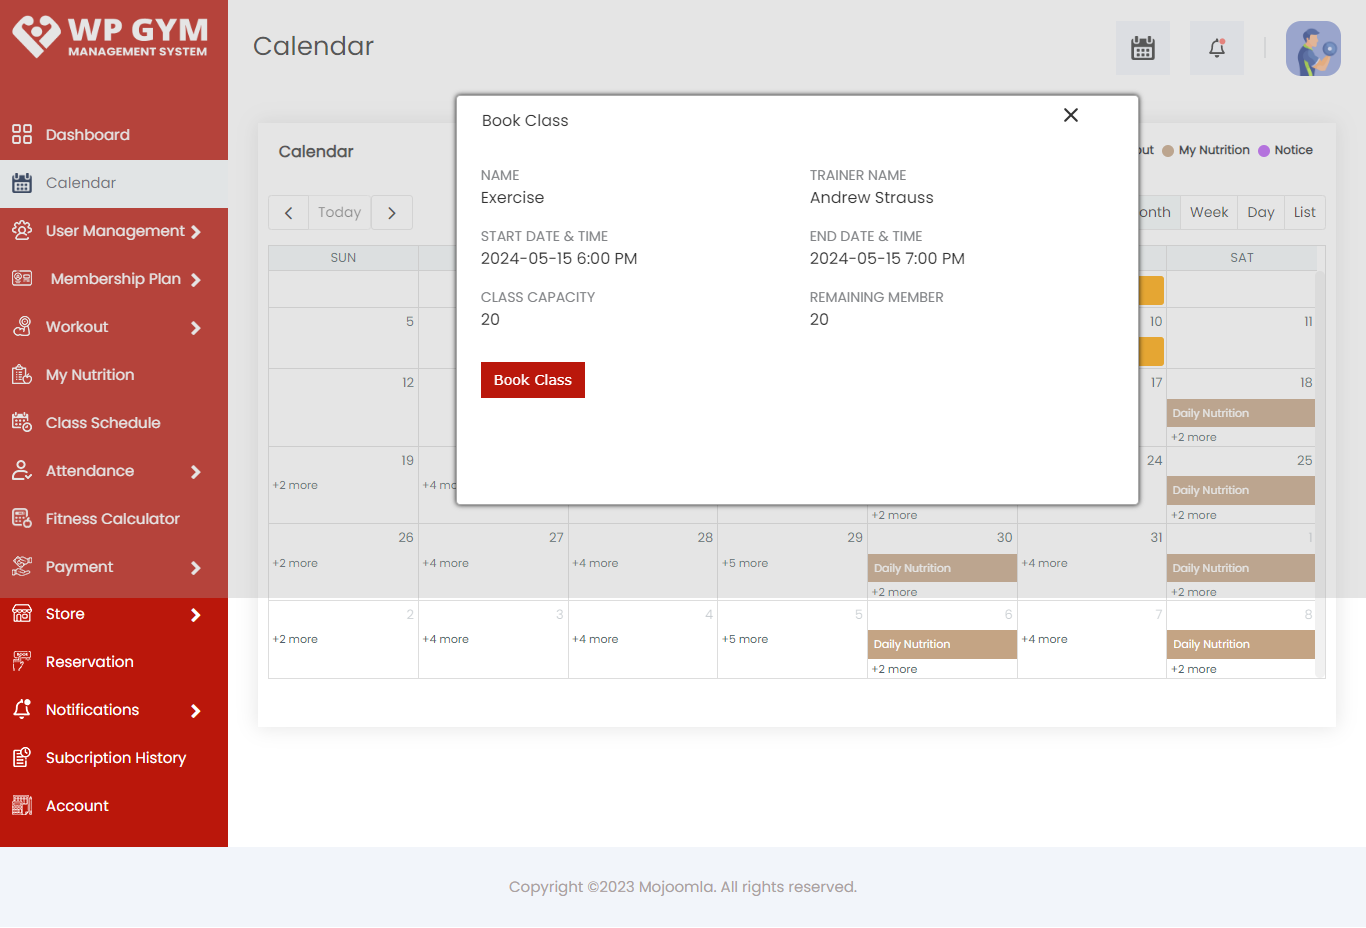 WP GYM
MANAGEMENT SYSTEM
Calendar
Dashboard
Calendar
User Management
Membership Plan
Workout
My Nutrition
Class Schedule
Attendance
Fitness Calculator
Payment
Store
Reservation
Notifications
Subcription History
Account
Calendar
My Nutrition Notice
Today
Week Day List
SUN SAT
Book Class
NAME TRAINER NAME
Exercise Andrew Strauss
START DATE & TIME END DATE & TIME
2024-05-15 6:00 PM 2024-05-15 7:00 PM
CLASS CAPACITY REMAINING MEMBER
20 20
Book Class
5 10 11
12 17 18
Daily Nutrition
+2 more
19 24 25
+2 more +4 mo
Daily Nutrition
+2 more +2 more
26 27 28 29 30 31 1
+2 more +4 more +4 more +5 more Daily Nutrition +4 more Daily Nutrition
+2 more +2 more
2 3 4 5 6 7 8
+2 more +4 more +4 more +5 more Daily Nutrition +4 more Daily Nutrition
+2 more +2 more
Copyright ©2023 Mojoomla. All rights reserved.